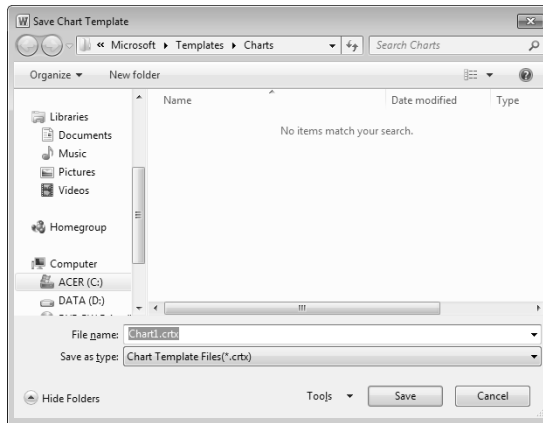 Save Chart Template
« Microsoft ▸ Templates ▸ Charts
Search Charts
Organize
New folder
Name
Date modified
Type
No items match your search.
Libraries
Documents
Music
Pictures
Videos
Homegroup
Computer
ACER (C:)
DATA (D:)
File name: Chart1.crtx
Save as type: Chart Template Files(*.crtx)
Hide Folders
Tools
Save
Cancel